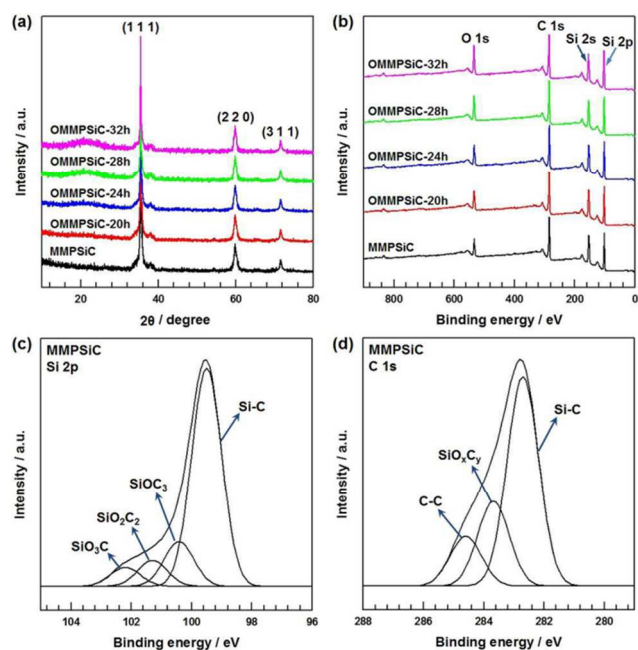 (a)
(1 1 1)
(2 2 0)
(3 1 1)
OMMPSiC-32h
OMMPSiC-28h
OMMPSiC-24h
OMMPSiC-20h
MMPSiC
Intensity / a.u.
20 40 60 80
2θ / degree
(b)
C 1s
O 1s
Si 2s
Si 2p
OMMPSiC-32h
OMMPSiC-28h
OMMPSiC-24h
OMMPSiC-20h
MMPSiC
Intensity / a.u.
800 600 400 200 0
Binding energy / eV
(c)
MMPSiC
Si 2p
Si-C
SiOC₃
SiO₂C₂
SiO₃C
Intensity / a.u.
104 102 100 98 96
Binding energy / eV
(d)
MMPSiC
C 1s
Si-C
SiOₓCᵧ
C-C
Intensity / a.u.
288 286 284 282 280
Binding energy / eV